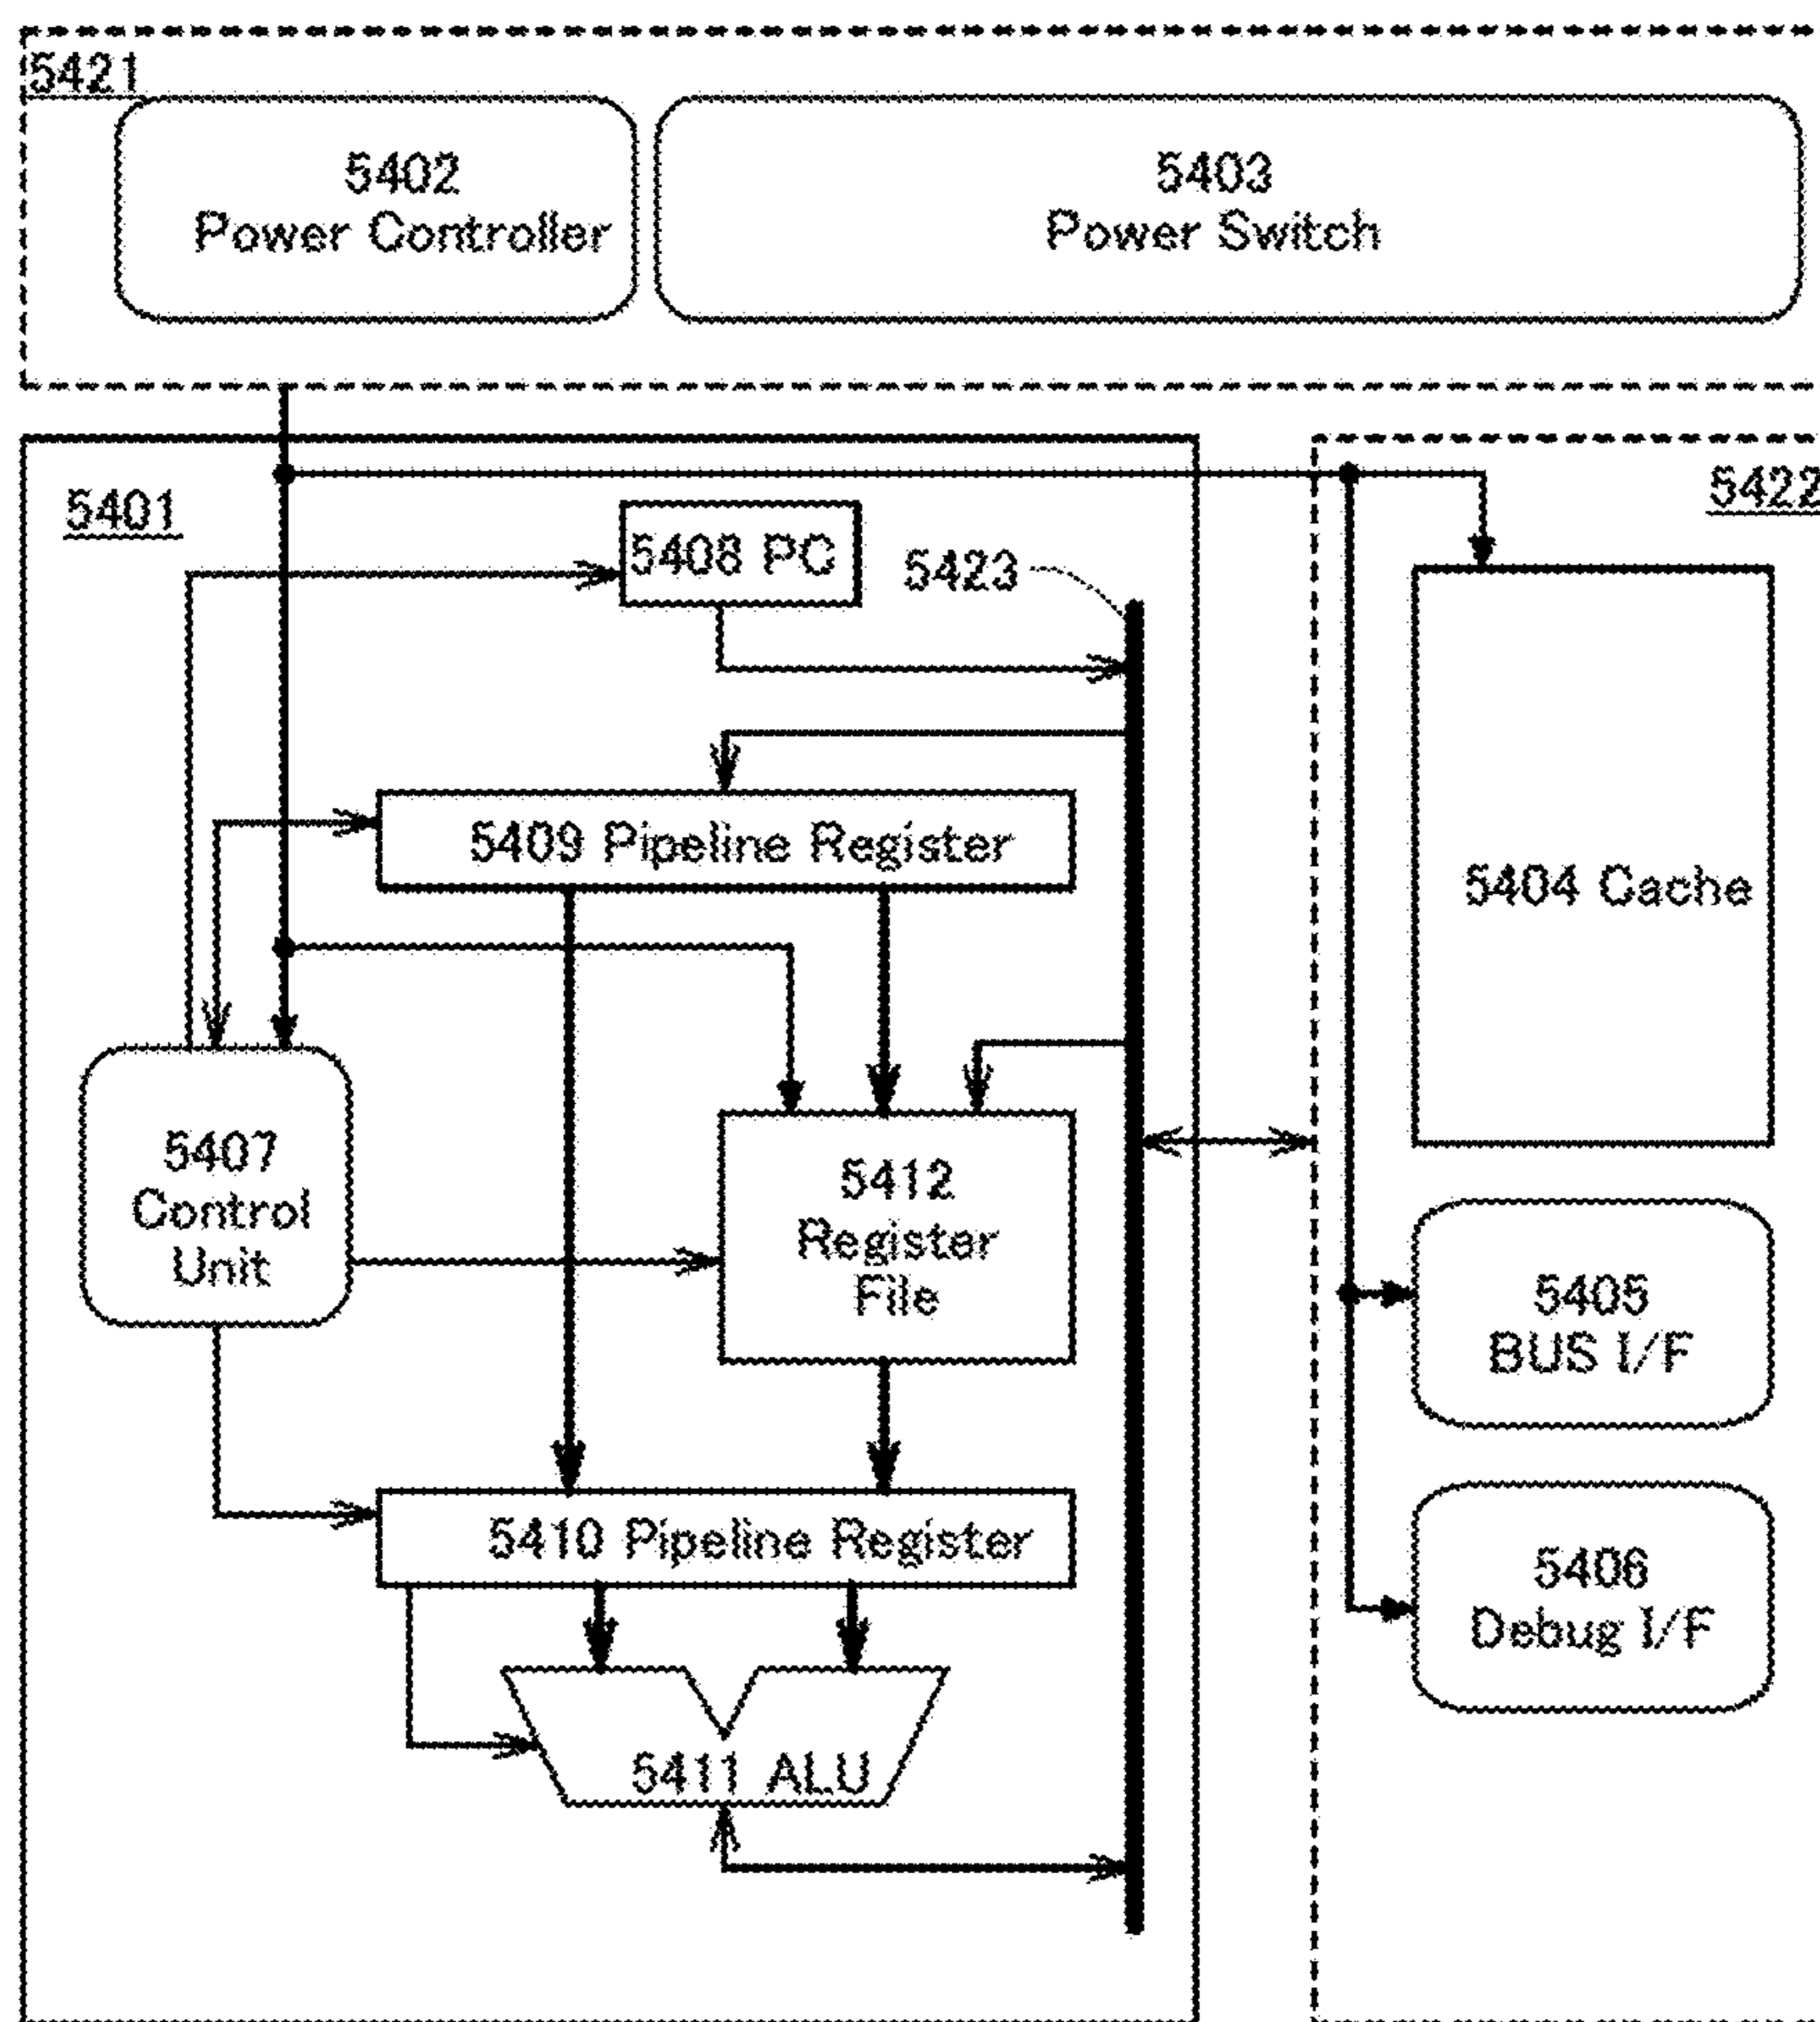 5421
5402
Power Controller
5403
Power Switch
5401
5422
5408 PC
5423
5409 Pipeline Register
5404 Cache
5407
Control
Unit
5412
Register
File
5405
BUS I/F
5410 Pipeline Register
5406
Debug I/F
5411 ALU